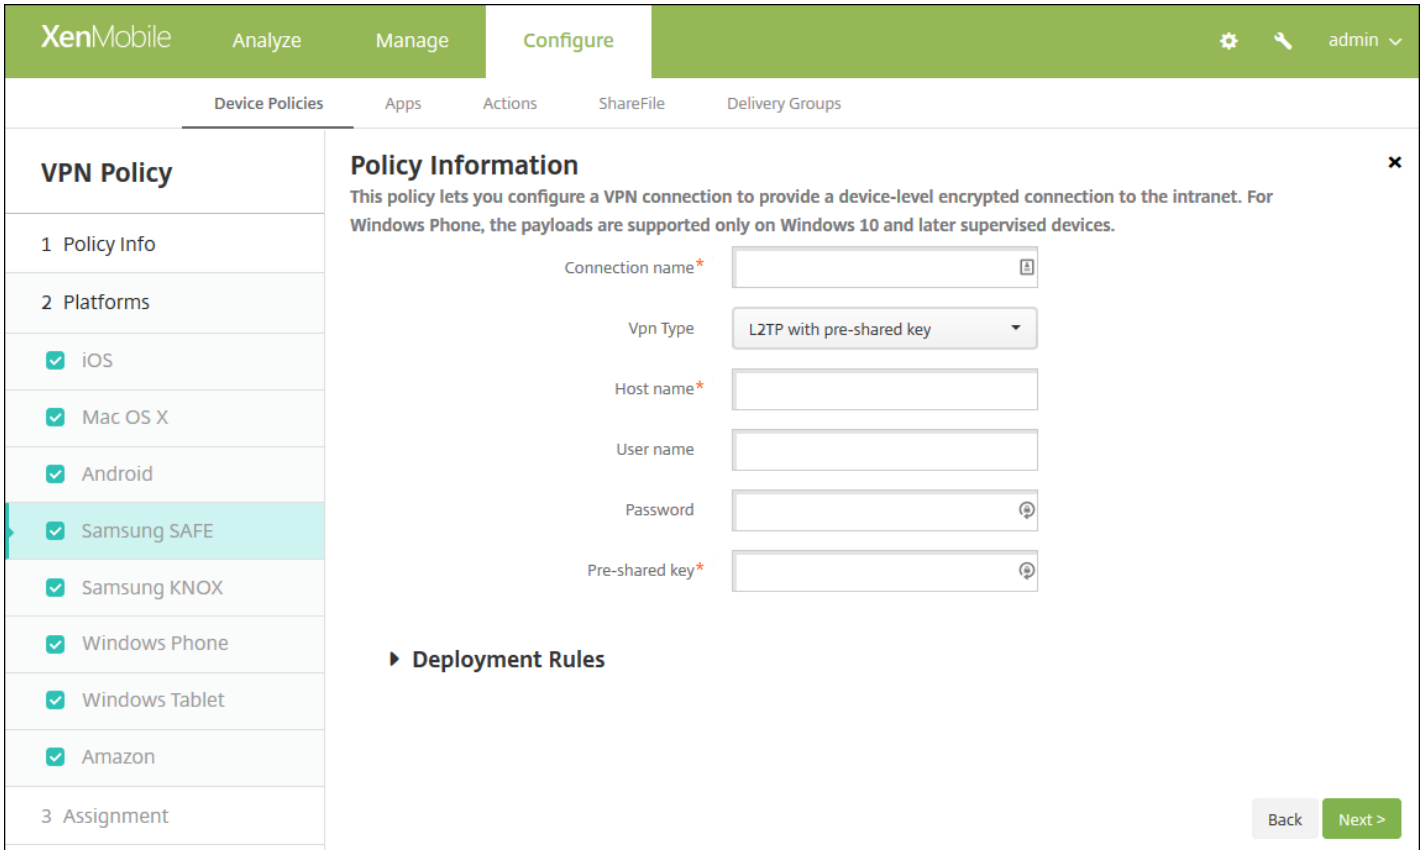 XenMobile Analyze Manage Configure admin
Device Policies Apps Actions ShareFile Delivery Groups
VPN Policy
1 Policy Info
2 Platforms
iOS
Mac OS X
Android
Samsung SAFE
Samsung KNOX
Windows Phone
Windows Tablet
Amazon
3 Assignment
Policy Information
This policy lets you configure a VPN connection to provide a device-level encrypted connection to the intranet. For
Windows Phone, the payloads are supported only on Windows 10 and later supervised devices.
Connection name*
Vpn Type L2TP with pre-shared key
Host name*
User name
Password
Pre-shared key*
Deployment Rules
Back Next >